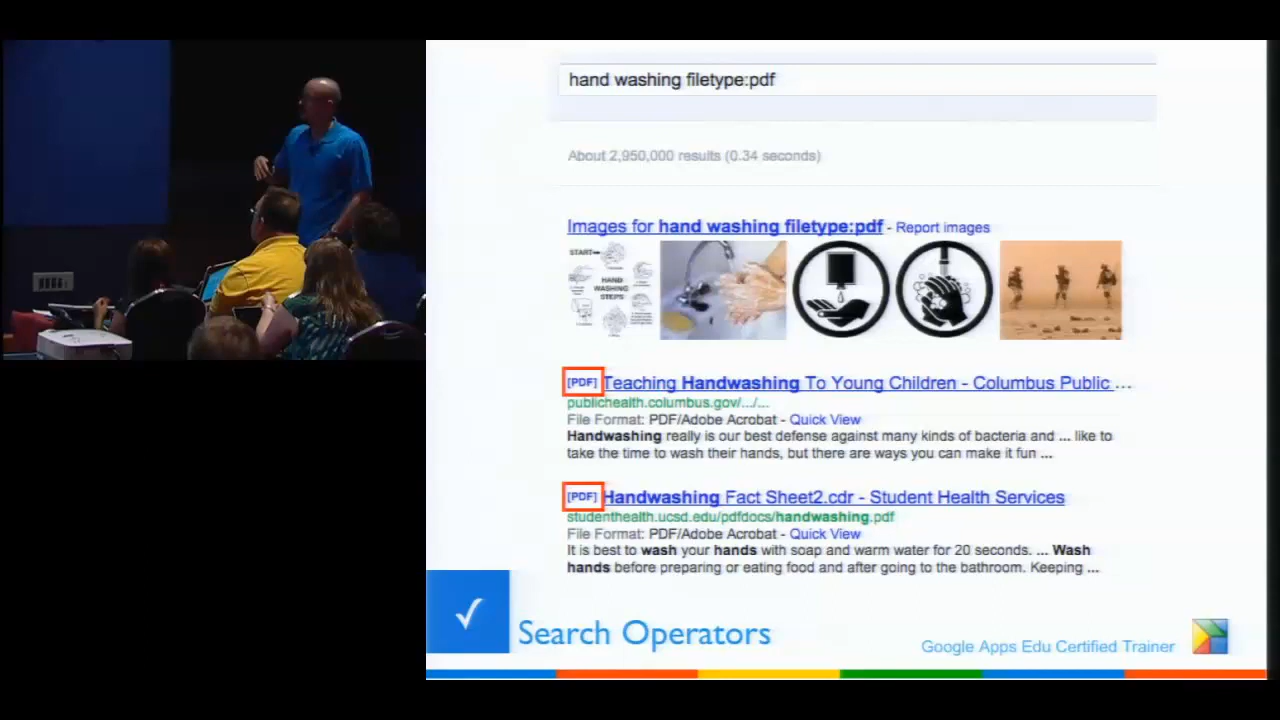 hand washing filetype:pdf
About 2,950,000 results (0.34 seconds)
Images for hand washing filetype:pdf - Report images
START
HAND
WASHING
STEPS
[PDF] Teaching Handwashing To Young Children - Columbus Public ...
publichealth.columbus.gov/.../...
File Format: PDF/Adobe Acrobat - Quick View
Handwashing really is our best defense against many kinds of bacteria and ... like to
take the time to wash their hands, but there are ways you can make it fun ...
[PDF] Handwashing Fact Sheet2.cdr - Student Health Services
studenthealth.ucsd.edu/pdfdocs/handwashing.pdf
File Format: PDF/Adobe Acrobat - Quick View
It is best to wash your hands with soap and warm water for 20 seconds. ... Wash
hands before preparing or eating food and after going to the bathroom. Keeping ...
Search Operators
Google Apps Edu Certified Trainer